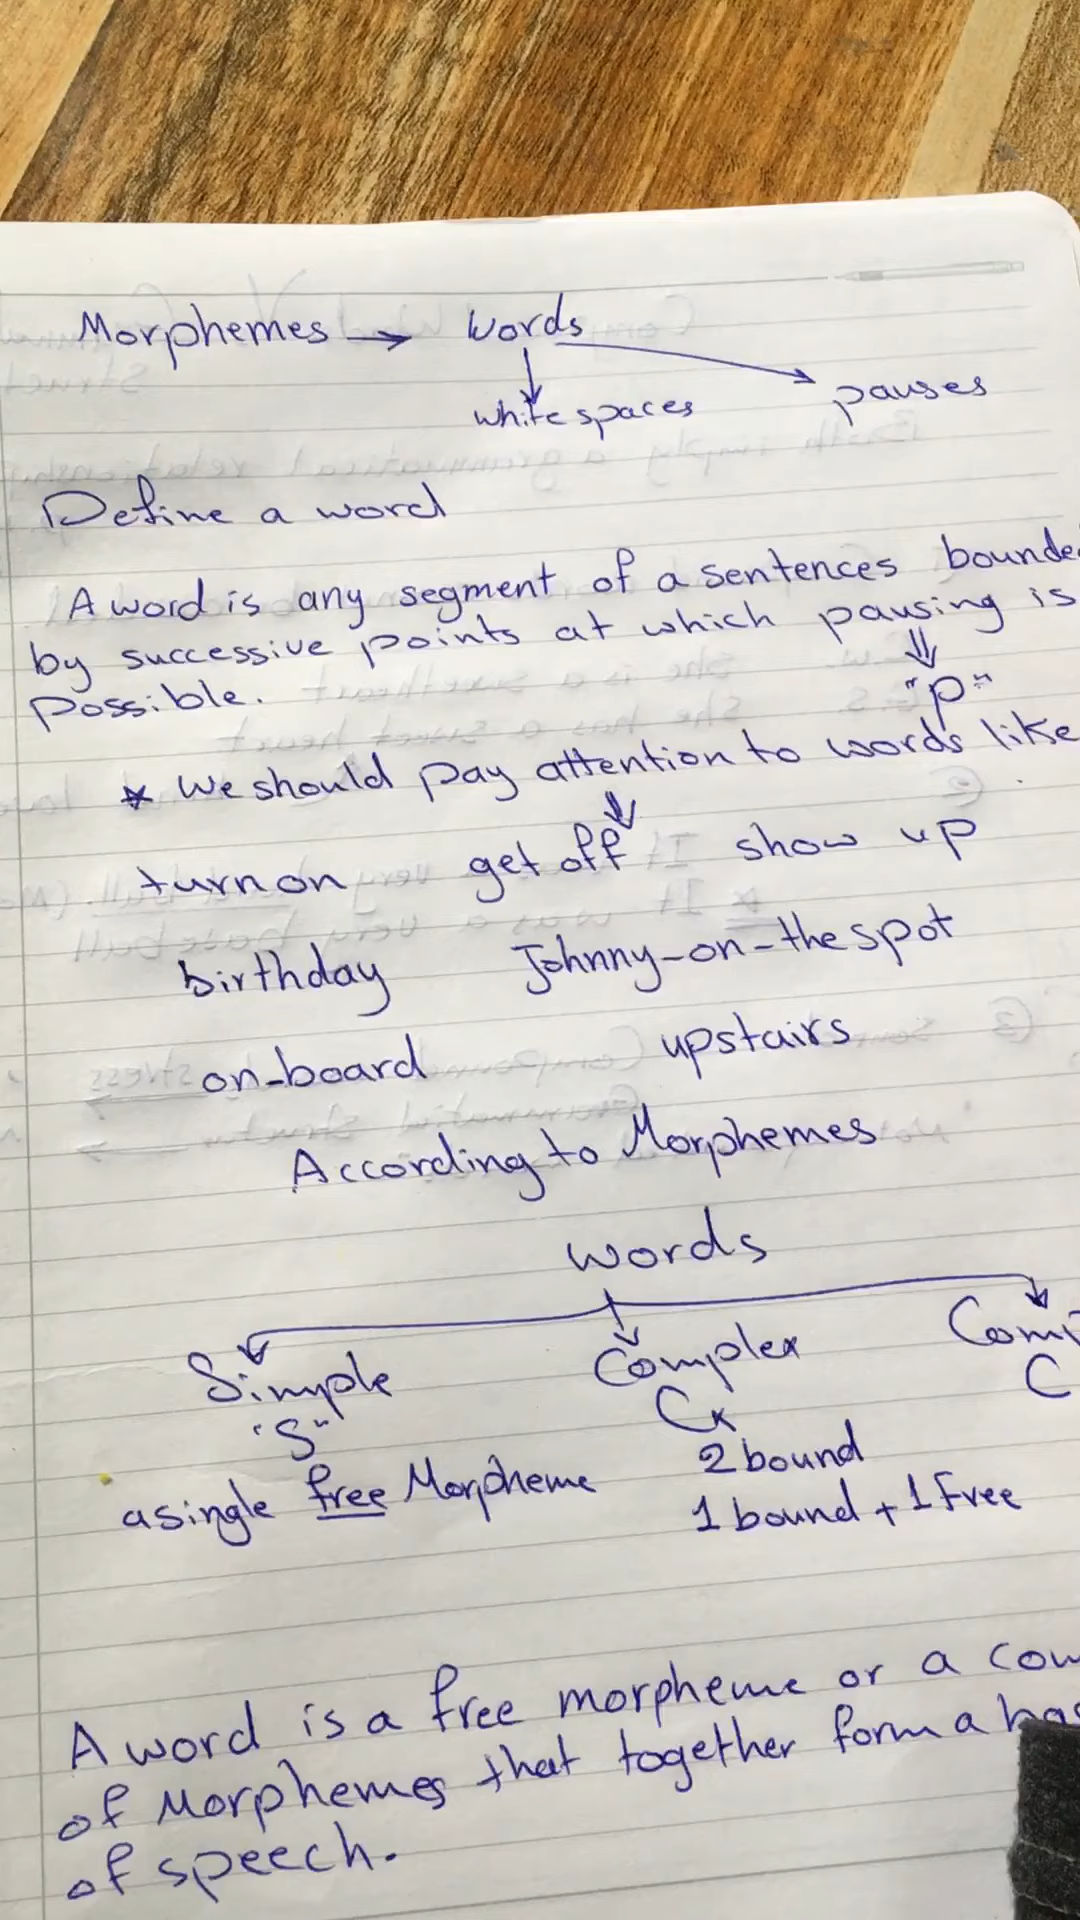 Morphemes → words
white spaces pauses
Define a word
A word is any segment of a sentences bounde
by successive points at which pausing is
possible. "P"
* We should pay attention to words like
turn on get off show up
birthday Johnny-on-the spot
on-board upstairs
According to Morphemes
words
Simple Complex Comp
"S" Cx C
a single free Morpheme 2 bound
1 bound + 1 Free
A word is a free morpheme or a com
of Morphemes that together form a bas
of speech.